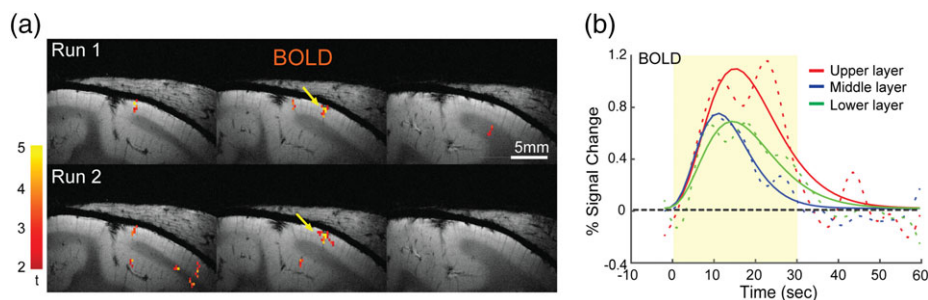 (a)
Run 1
BOLD
5mm
Run 2
5
4
3
2
t
(b)
BOLD
Upper layer
Middle layer
Lower layer
% Signal Change
1.2
0.8
0.4
0
-0.4
-10
0
10
20
30
40
50
60
Time (sec)